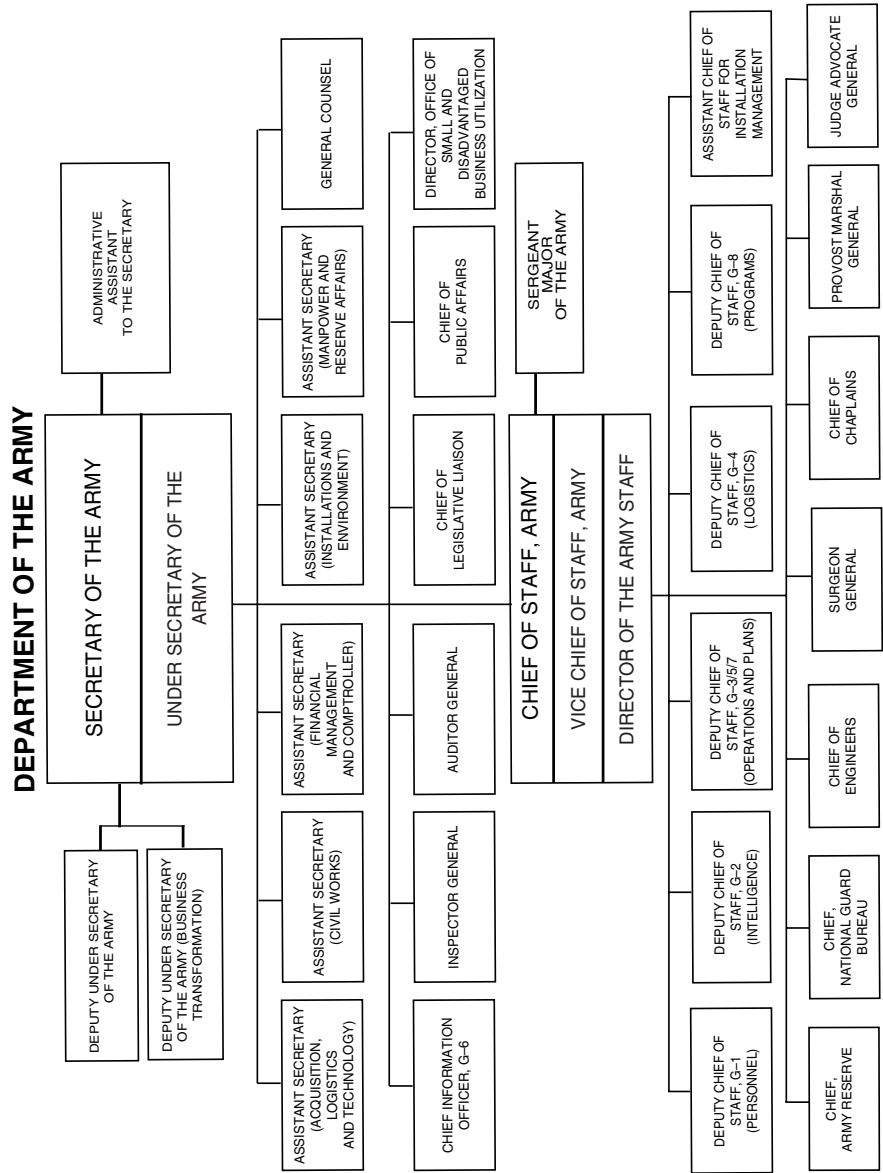 DEPARTMENT OF THE ARMY
DEPUTY UNDER SECRETARY
OF THE ARMY
DEPUTY UNDER SECRETARY
OF THE ARMY (BUSINESS
TRANSFORMATION)
SECRETARY OF THE ARMY
UNDER SECRETARY OF THE
ARMY
ADMINISTRATIVE
ASSISTANT
TO THE SECRETARY
ASSISTANT SECRETARY
(ACQUISITION,
LOGISTICS
AND TECHNOLOGY)
ASSISTANT SECRETARY
(CIVIL WORKS)
ASSISTANT SECRETARY
(FINANCIAL
MANAGEMENT
AND COMPTROLLER)
ASSISTANT SECRETARY
(INSTALLATIONS AND
ENVIRONMENT)
ASSISTANT SECRETARY
(MANPOWER AND
RESERVE AFFAIRS)
GENERAL COUNSEL
CHIEF INFORMATION
OFFICER, G–6
INSPECTOR GENERAL
AUDITOR GENERAL
CHIEF OF
LEGISLATIVE LIAISON
CHIEF OF
PUBLIC AFFAIRS
DIRECTOR, OFFICE OF
SMALL AND
DISADVANTAGED
BUSINESS UTILIZATION
CHIEF OF STAFF, ARMY
VICE CHIEF OF STAFF, ARMY
DIRECTOR OF THE ARMY STAFF
SERGEANT
MAJOR
OF THE ARMY
DEPUTY CHIEF OF
STAFF, G–1
(PERSONNEL)
DEPUTY CHIEF OF
STAFF, G–2
(INTELLIGENCE)
DEPUTY CHIEF OF
STAFF, G–3/5/7
(OPERATIONS AND PLANS)
DEPUTY CHIEF OF
STAFF, G–4
(LOGISTICS)
DEPUTY CHIEF OF
STAFF, G–8
(PROGRAMS)
ASSISTANT CHIEF OF
STAFF FOR
INSTALLATION
MANAGEMENT
CHIEF,
ARMY RESERVE
CHIEF,
NATIONAL GUARD
BUREAU
CHIEF OF
ENGINEERS
SURGEON
GENERAL
CHIEF OF
CHAPLAINS
PROVOST MARSHAL
GENERAL
JUDGE ADVOCATE
GENERAL